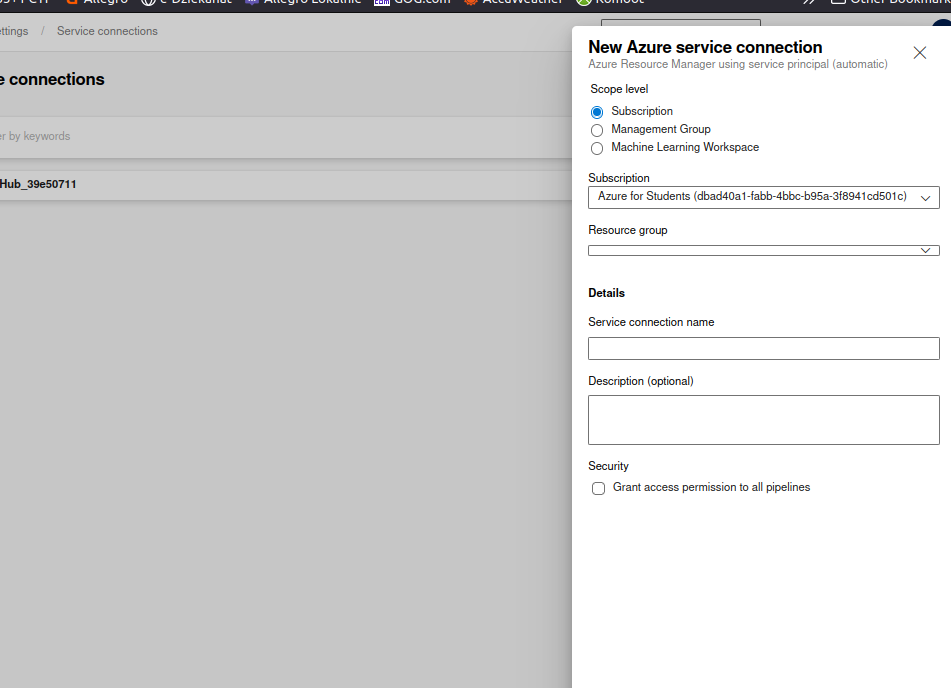 Allegro
e-Dziekanat
Allegro Lokalnie
GOG.com
AccuWeather
Komoot
Other Bookmark
ettings / Service connections
e connections
er by keywords
Hub_39e50711
New Azure service connection
Azure Resource Manager using service principal (automatic)
Scope level
Subscription
Management Group
Machine Learning Workspace
Subscription
Azure for Students (dbad40a1-fabb-4bbc-b95a-3f8941cd501c)
Resource group
Details
Service connection name
Description (optional)
Security
Grant access permission to all pipelines